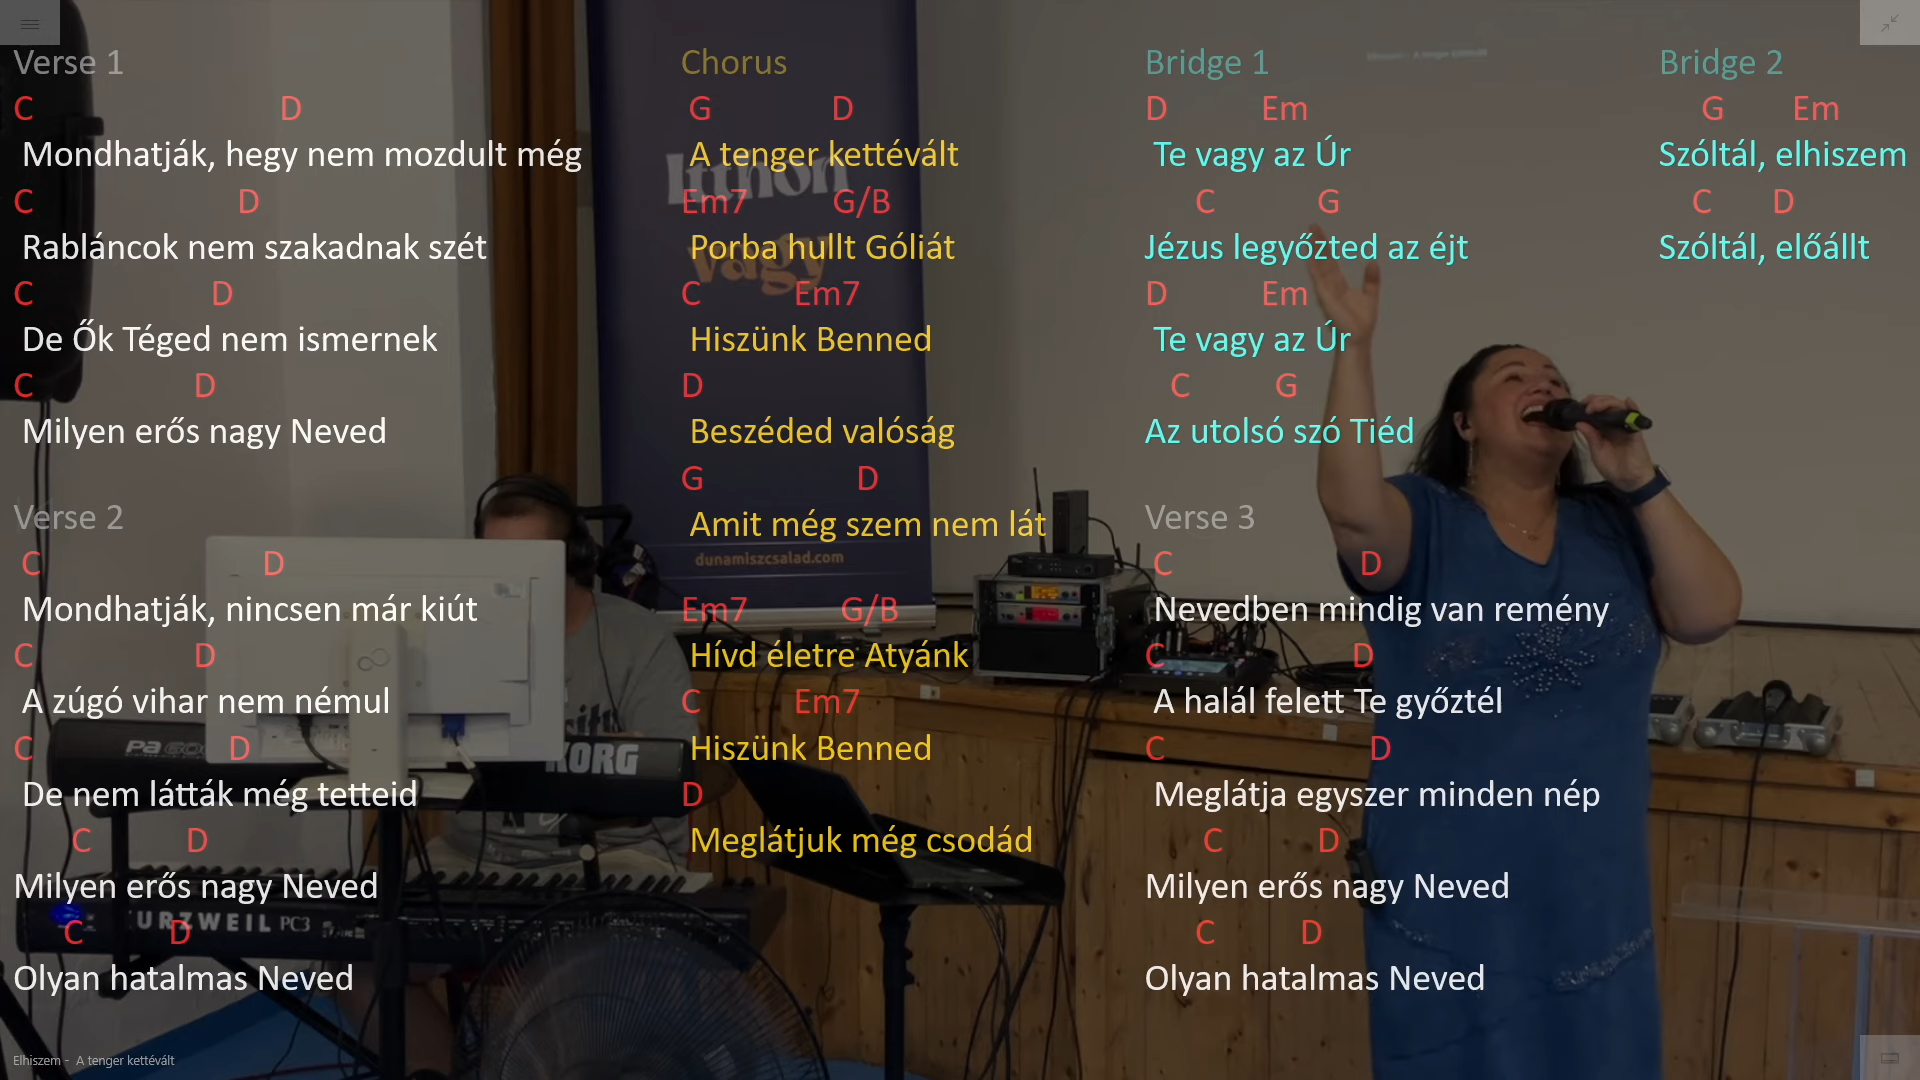 Verse 1
C D
Mondhatják, hegy nem mozdult még
C D
Rabláncok nem szakadnak szét
C D
De Ők Téged nem ismernek
C D
Milyen erős nagy Neved
Verse 2
C D
Mondhatják, nincsen már kiút
C D
A zúgó vihar nem némul
C D
De nem látták még tetteid
C D
Milyen erős nagy Neved
C D
Olyan hatalmas Neved
Chorus
G D
A tenger kettévált
Em7 G/B
Porba hullt Góliát
C Em7
Hiszünk Benned
D
Beszéded valóság
G D
Amit még szem nem lát
Em7 G/B
Hívd életre Atyánk
C Em7
Hiszünk Benned
D
Meglátjuk még csodád
Bridge 1
D Em
Te vagy az Úr
C G
Jézus legyőzted az éjt
D Em
Te vagy az Úr
C G
Az utolsó szó Tiéd
Verse 3
C D
Nevedben mindig van remény
C D
A halál felett Te győztél
C D
Meglátja egyszer minden nép
C D
Milyen erős nagy Neved
C D
Olyan hatalmas Neved
Bridge 2
G Em
Szóltál, elhiszem
C D
Szóltál, előállt
Elhiszem - A tenger kettévált
Itthon
vagy
dunamiszcsalad.com
KORG
KURZWEIL PC3